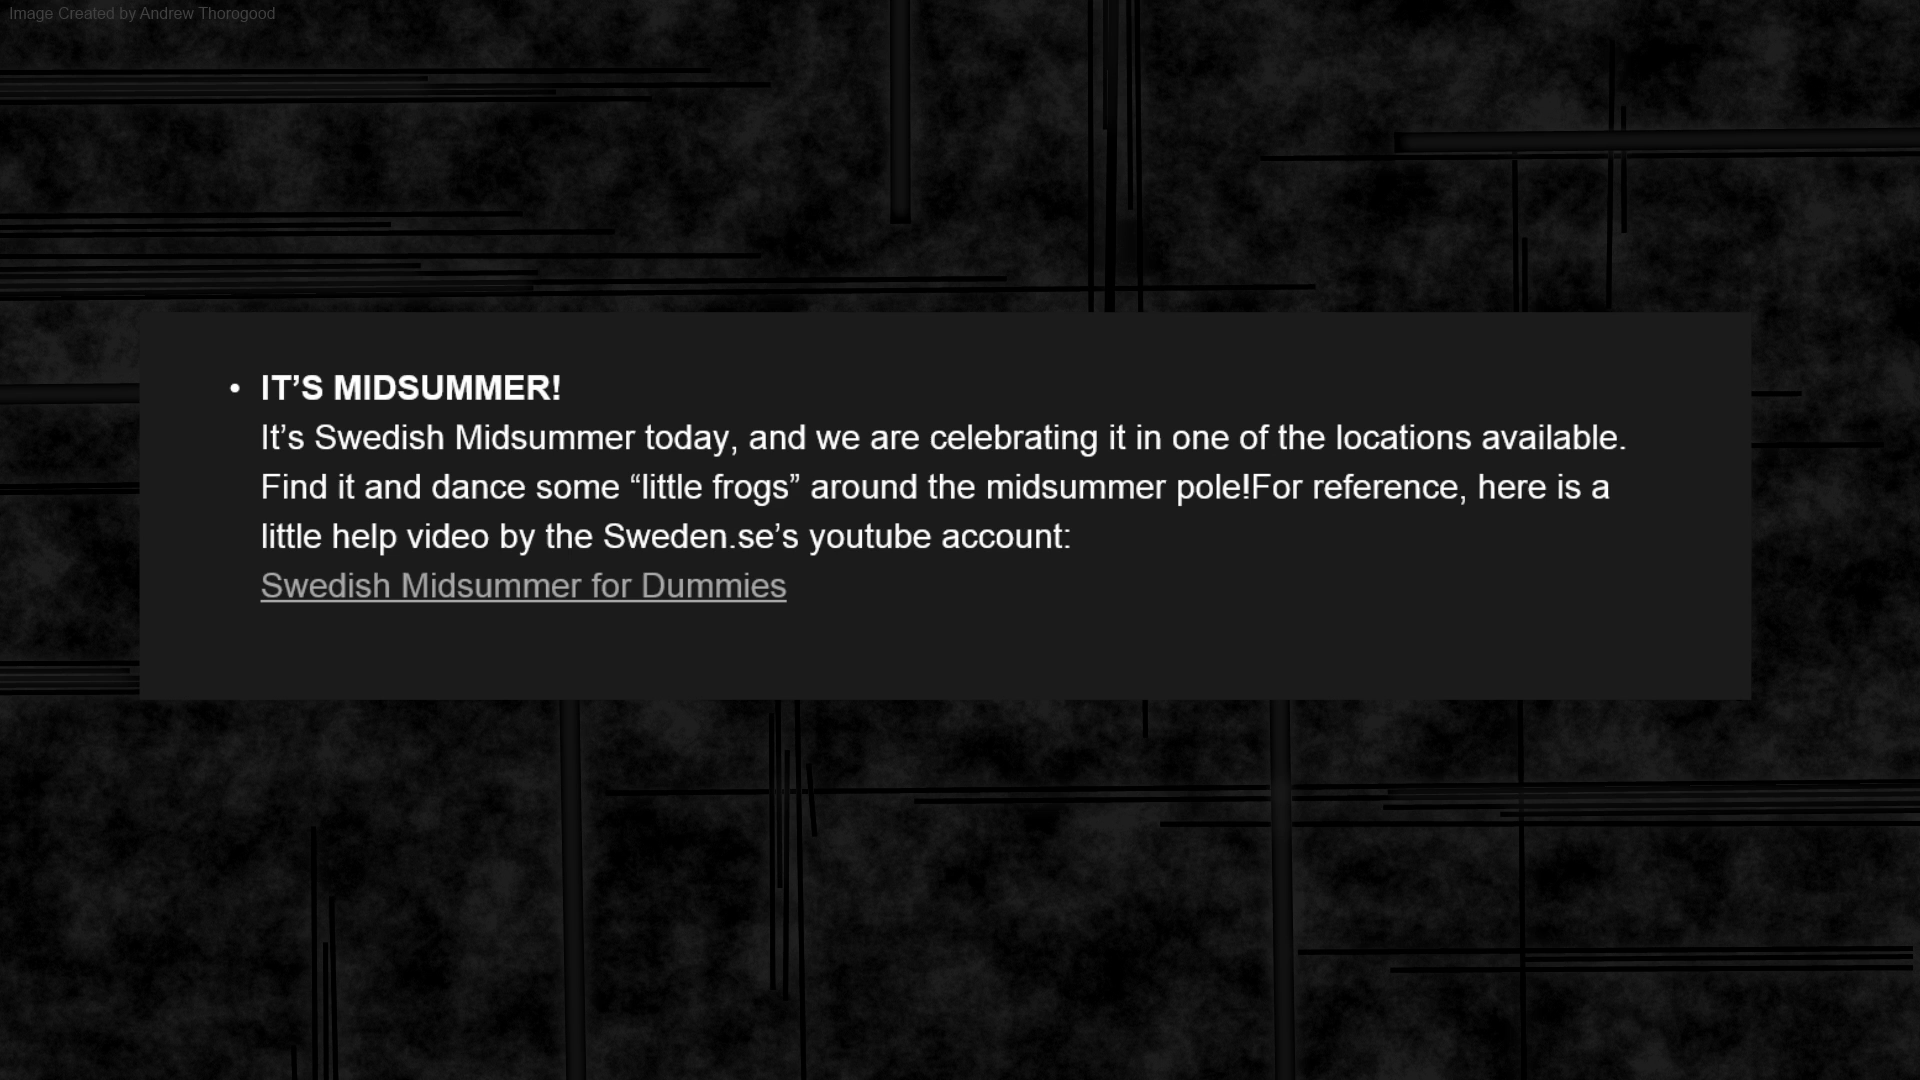 Image Created by Andrew Thorogood
• IT’S MIDSUMMER!
It’s Swedish Midsummer today, and we are celebrating it in one of the locations available.
Find it and dance some “little frogs” around the midsummer pole!For reference, here is a
little help video by the Sweden.se’s youtube account:
Swedish Midsummer for Dummies